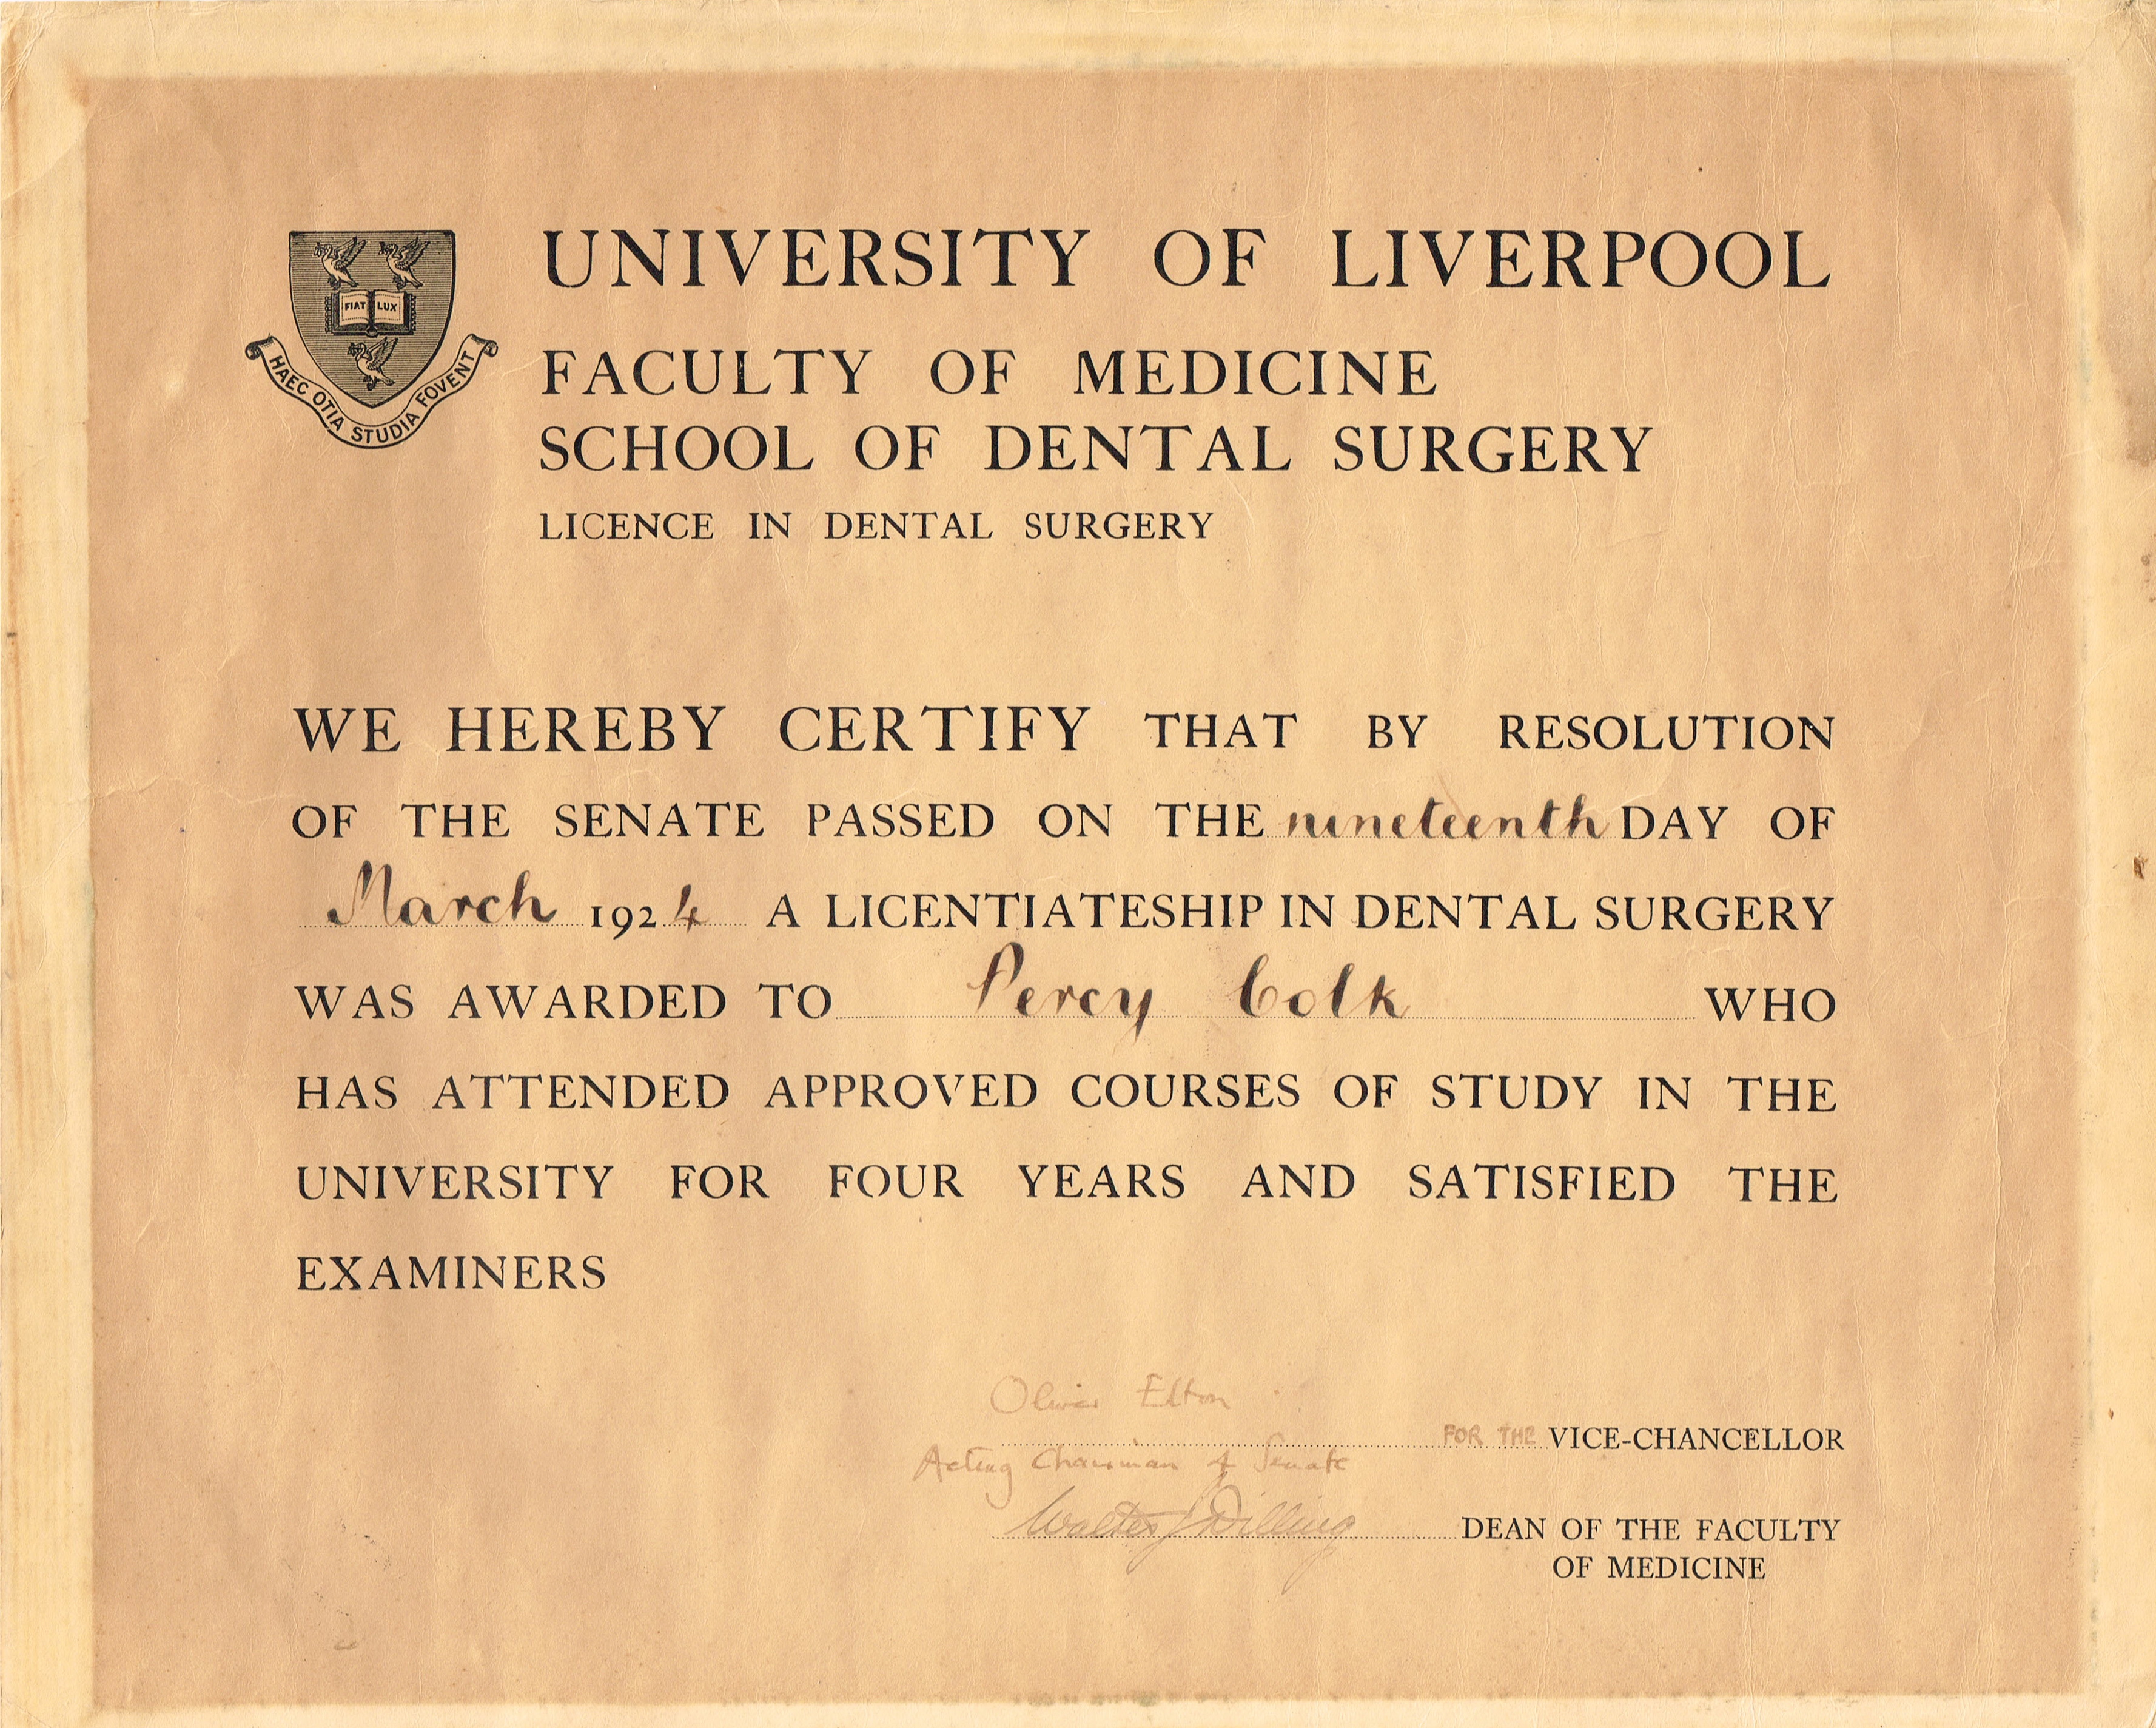 UNIVERSITY OF LIVERPOOL
FIAT LUX
HAEC OTIA STUDIA FOVENT
FACULTY OF MEDICINE
SCHOOL OF DENTAL SURGERY
LICENCE IN DENTAL SURGERY
WE HEREBY CERTIFY THAT BY RESOLUTION
OF THE SENATE PASSED ON THE nineteenth DAY OF
March 1924 A LICENTIATESHIP IN DENTAL SURGERY
WAS AWARDED TO Percy Colk WHO
HAS ATTENDED APPROVED COURSES OF STUDY IN THE
UNIVERSITY FOR FOUR YEARS AND SATISFIED THE
EXAMINERS
Oliver Elton
FOR THE VICE-CHANCELLOR
Acting Chairman of Senate
Walter J Dilling DEAN OF THE FACULTY
OF MEDICINE